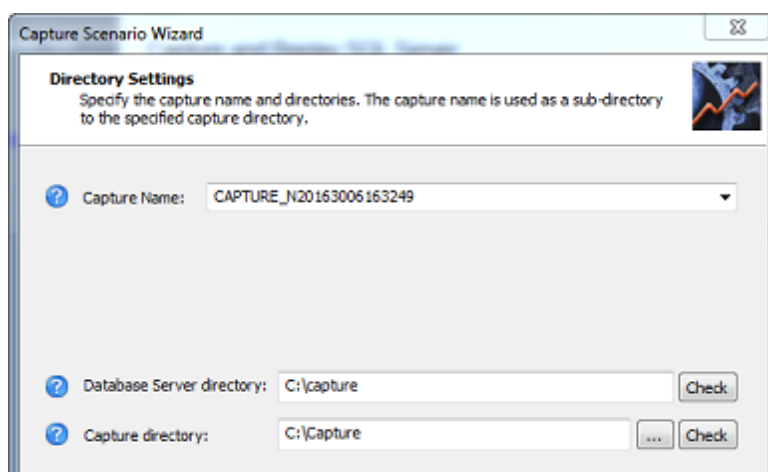 Capture Scenario Wizard
Directory Settings
Specify the capture name and directories. The capture name is used as a sub-directory
to the specified capture directory.
Capture Name: CAPTURE_N20163006163249
Database Server directory: C:\capture Check
Capture directory: C:\Capture ... Check